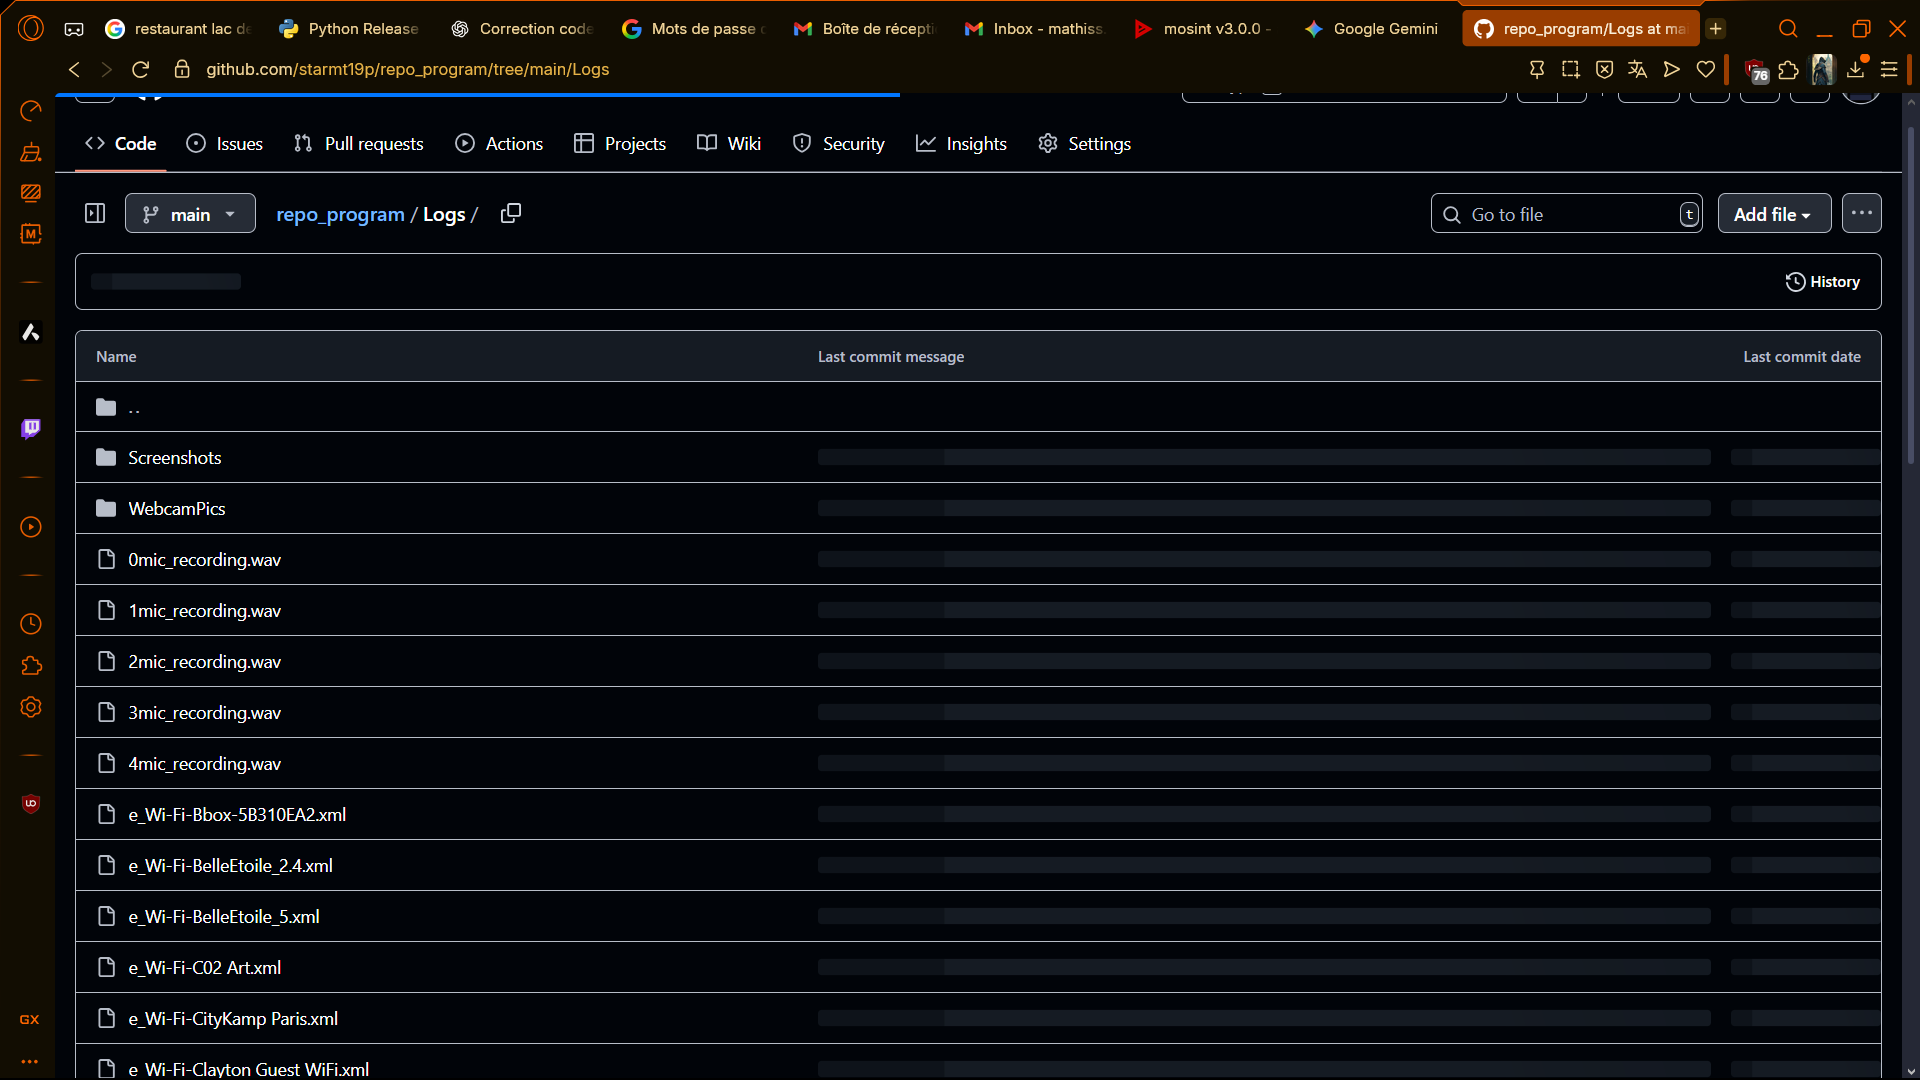 restaurant lac de
Python Release
Correction code
Mots de passe
Boîte de récepti
Inbox - mathiss
mosint v3.0.0 -
Google Gemini
repo_program/Logs at ma
github.com/starmt19p/repo_program/tree/main/Logs
76
Code
Issues
Pull requests
Actions
Projects
Wiki
Security
Insights
Settings
main
repo_program / Logs /
Go to file
t
Add file
History
Name
Last commit message
Last commit date
..
Screenshots
WebcamPics
0mic_recording.wav
1mic_recording.wav
2mic_recording.wav
3mic_recording.wav
4mic_recording.wav
e_Wi-Fi-Bbox-5B310EA2.xml
e_Wi-Fi-BelleEtoile_2.4.xml
e_Wi-Fi-BelleEtoile_5.xml
e_Wi-Fi-C02 Art.xml
e_Wi-Fi-CityKamp Paris.xml
e_Wi-Fi-Clayton Guest WiFi.xml
M
GX